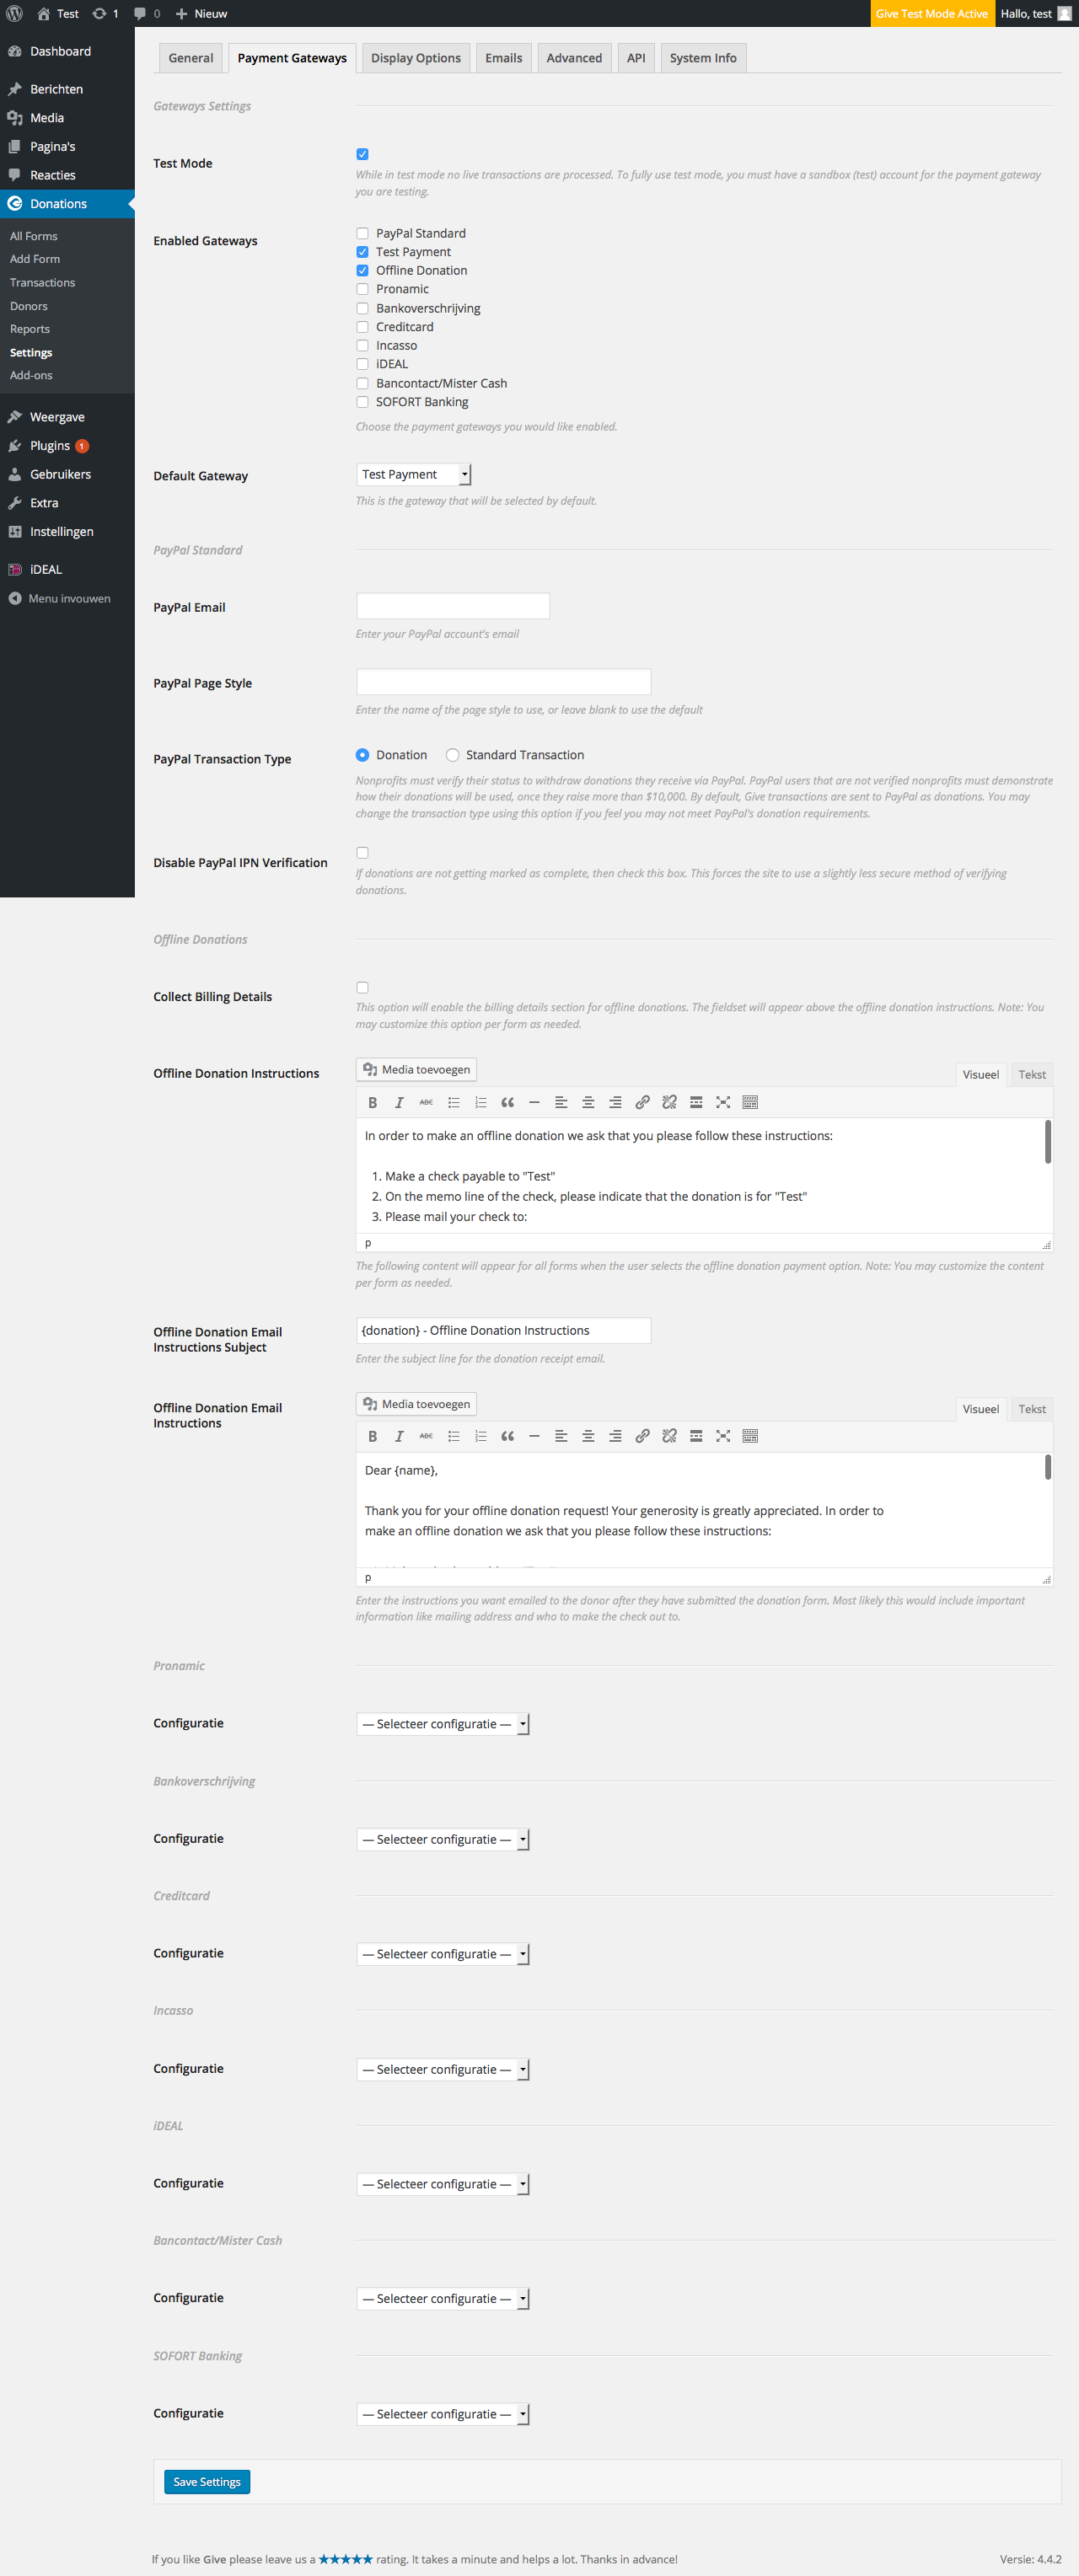 Test 1 0 Nieuw Give Test Mode Active Hallo, test
Dashboard
Berichten
Media
Pagina's
Reacties
Donations
All Forms
Add Form
Transactions
Donors
Reports
Settings
Add-ons
Weergave
Plugins 1
Gebruikers
Extra
Instellingen
iDEAL
Menu invouwen
General Payment Gateways Display Options Emails Advanced API System Info
Gateways Settings
Test Mode
While in test mode no live transactions are processed. To fully use test mode, you must have a sandbox (test) account for the payment gateway
you are testing.
Enabled Gateways
PayPal Standard
Test Payment
Offline Donation
Pronamic
Bankoverschrijving
Creditcard
Incasso
iDEAL
Bancontact/Mister Cash
SOFORT Banking
Choose the payment gateways you would like enabled.
Default Gateway
Test Payment
This is the gateway that will be selected by default.
PayPal Standard
PayPal Email
Enter your PayPal account's email
PayPal Page Style
Enter the name of the page style to use, or leave blank to use the default
PayPal Transaction Type
Donation Standard Transaction
Nonprofits must verify their status to withdraw donations they receive via PayPal. PayPal users that are not verified nonprofits must demonstrate
how their donations will be used, once they raise more than $10,000. By default, Give transactions are sent to PayPal as donations. You may
change the transaction type using this option if you feel you may not meet PayPal's donation requirements.
Disable PayPal IPN Verification
If donations are not getting marked as complete, then check this box. This forces the site to use a slightly less secure method of verifying
donations.
Offline Donations
Collect Billing Details
This option will enable the billing details section for offline donations. The fieldset will appear above the offline donation instructions. Note: You
may customize this option per form as needed.
Offline Donation Instructions
Media toevoegen
Visueel Tekst
B I ABC
In order to make an offline donation we ask that you please follow these instructions:
1. Make a check payable to "Test"
2. On the memo line of the check, please indicate that the donation is for "Test"
3. Please mail your check to:
p
The following content will appear for all forms when the user selects the offline donation payment option. Note: You may customize the content
per form as needed.
Offline Donation Email
Instructions Subject
{donation} - Offline Donation Instructions
Enter the subject line for the donation receipt email.
Offline Donation Email
Instructions
Media toevoegen
Visueel Tekst
B I ABC
Dear {name},
Thank you for your offline donation request! Your generosity is greatly appreciated. In order to
make an offline donation we ask that you please follow these instructions:
p
Enter the instructions you want emailed to the donor after they have submitted the donation form. Most likely this would include important
information like mailing address and who to make the check out to.
Pronamic
Configuratie
— Selecteer configuratie —
Bankoverschrijving
Configuratie
— Selecteer configuratie —
Creditcard
Configuratie
— Selecteer configuratie —
Incasso
Configuratie
— Selecteer configuratie —
iDEAL
Configuratie
— Selecteer configuratie —
Bancontact/Mister Cash
Configuratie
— Selecteer configuratie —
SOFORT Banking
Configuratie
— Selecteer configuratie —
Save Settings
If you like Give please leave us a ★★★★★ rating. It takes a minute and helps a lot. Thanks in advance! Versie: 4.4.2